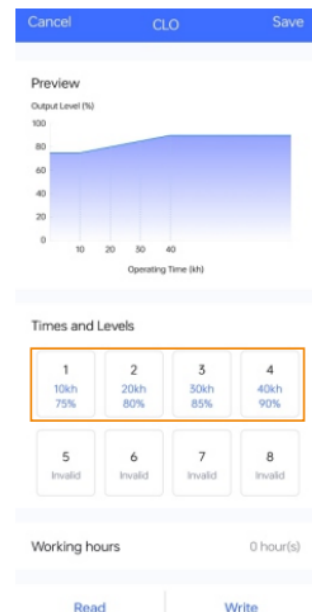 Cancel CLO Save
Preview
Output Level (%)
100
80
60
40
20
0
10 20 30 40
Operating Time (kh)
Times and Levels
1 2 3 4
10kh 20kh 30kh 40kh
75% 80% 85% 90%
5 6 7 8
Invalid Invalid Invalid Invalid
Working hours 0 hour(s)
Read Write